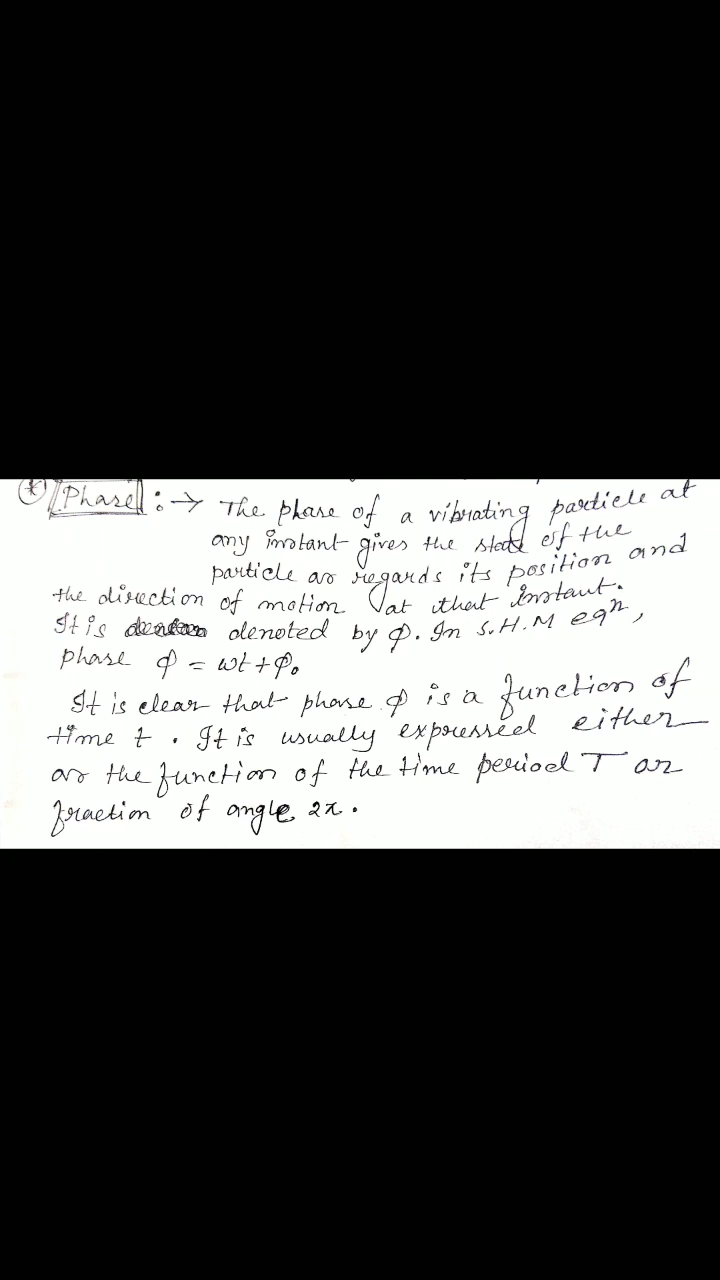 * Phase :→ The phase of a vibrating particle at
any instant gives the state of the
particle as regards its position and
the direction of motion at that instant.
It is denoted by φ. In S.H.M eqn,
phase φ = ωt + φ₀
It is clear that phase φ is a function of
time t. It is usually expressed either
as the function of the time period T or
fraction of angle 2π.